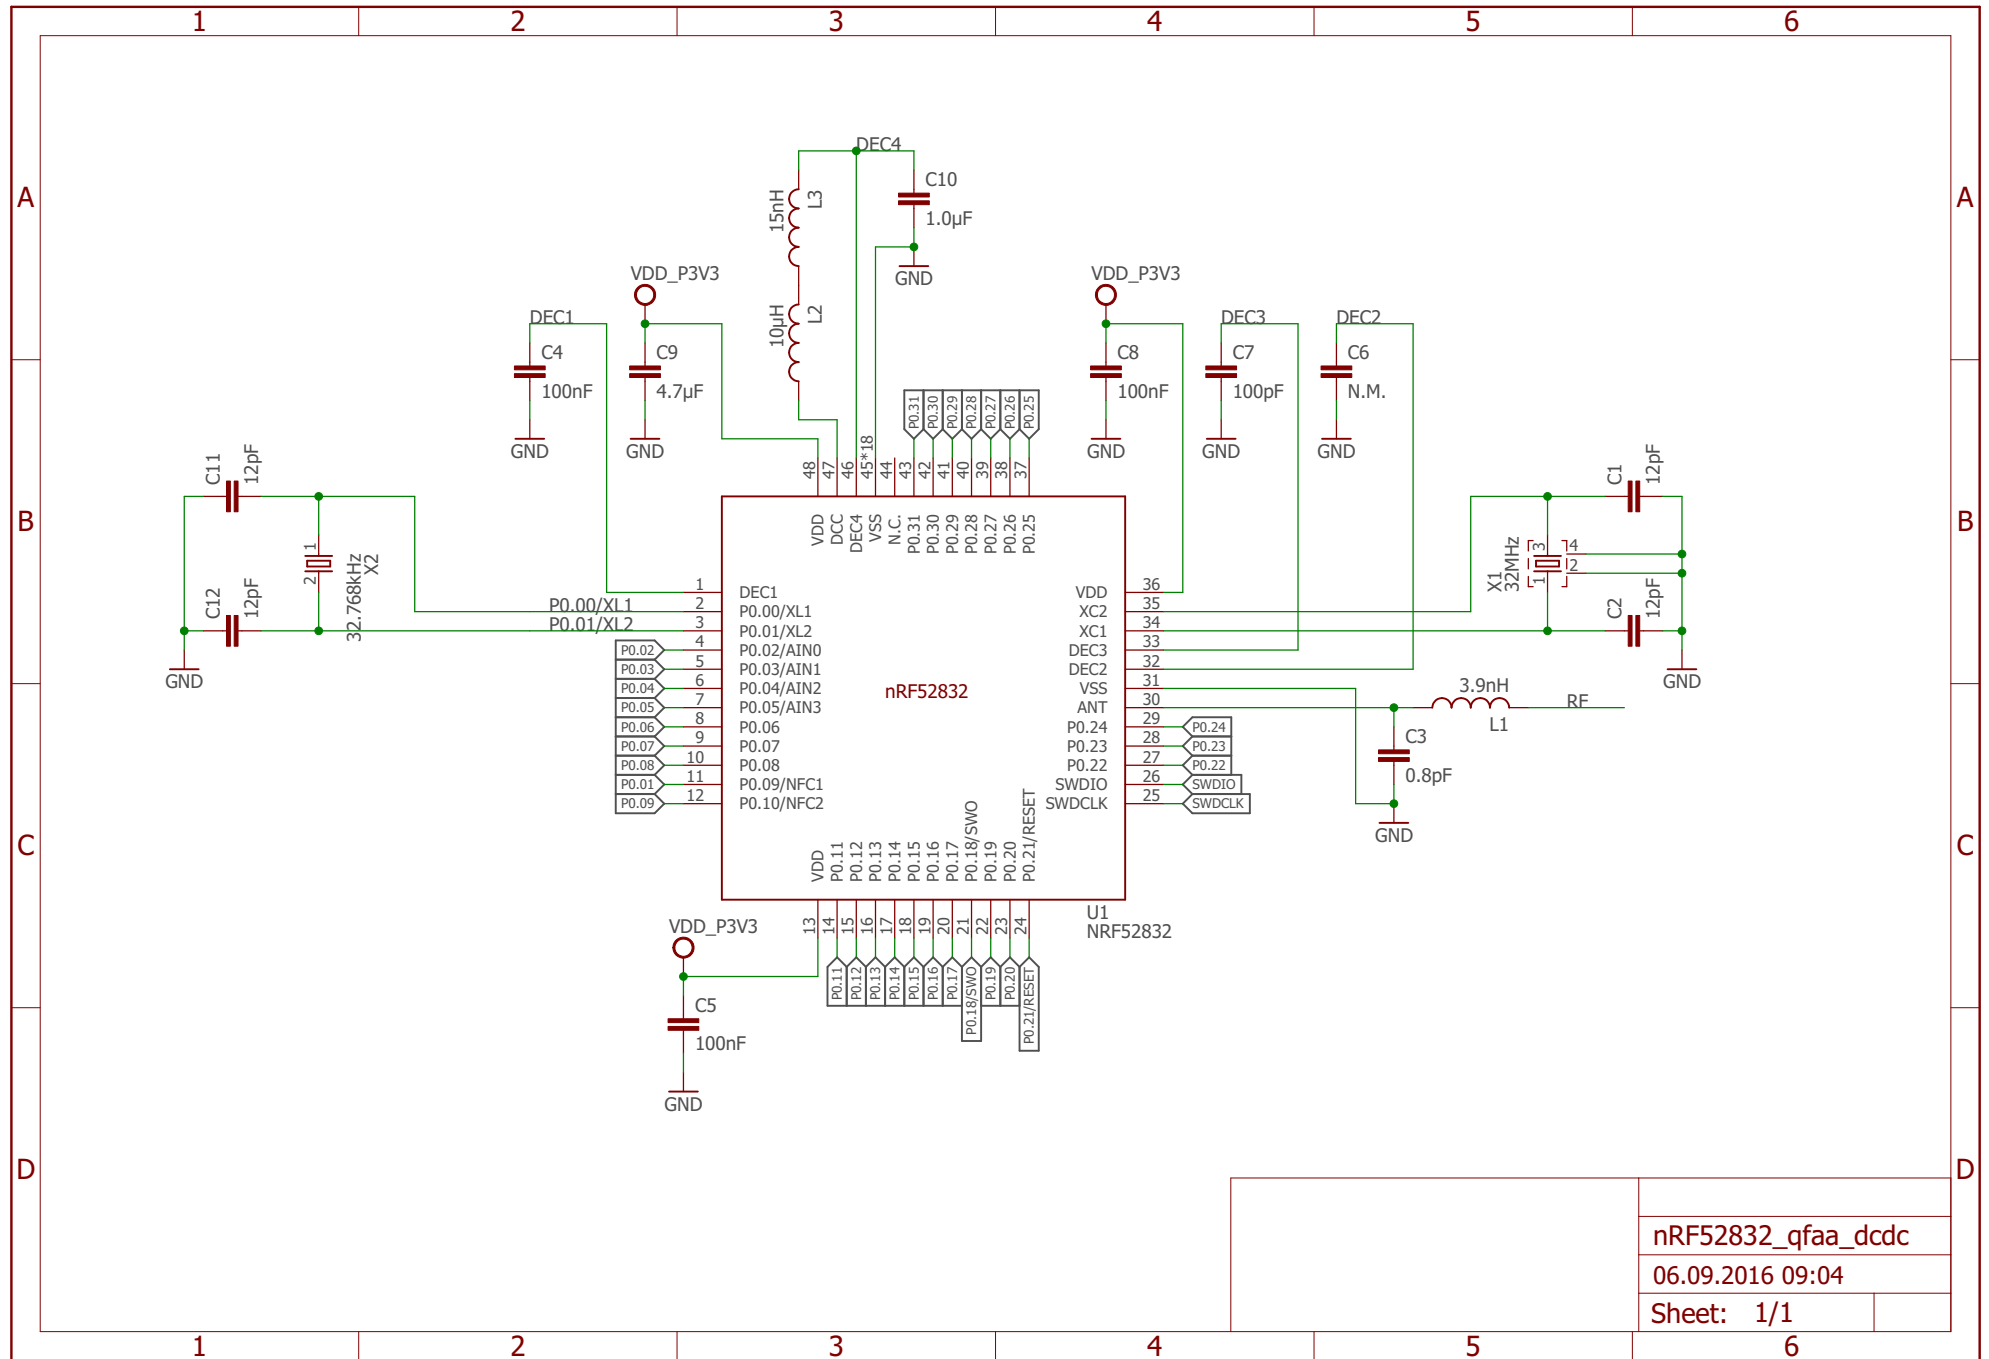 1 2 3 4 5 6
A
A
DEC4
C10
1.0µF
GND
15nH
L3
10µH
L2
VDD_P3V3
VDD_P3V3
DEC1
C4
100nF
GND
C9
4.7µF
GND
C8
100nF
GND
DEC3
C7
100pF
GND
DEC2
C6
N.M.
GND
P0.31
P0.30
P0.29
P0.28
P0.27
P0.26
P0.25
48
47
46
45*18
44
43
42
41
40
39
38
37
VDD
DCC
DEC4
VSS
N.C.
P0.31
P0.30
P0.29
P0.28
P0.27
P0.26
P0.25
B
B
C11
12pF
1
2
32.768kHz
X2
C12
12pF
GND
P0.00/XL1
P0.01/XL2
C1
12pF
X1
32MHz
3
1
4
2
C2
12pF
GND
1 DEC1
2 P0.00/XL1
3 P0.01/XL2
P0.02 4 P0.02/AIN0
P0.03 5 P0.03/AIN1
P0.04 6 P0.04/AIN2
P0.05 7 P0.05/AIN3
P0.06 8 P0.06
P0.07 9 P0.07
P0.08 10 P0.08
P0.01 11 P0.09/NFC1
P0.09 12 P0.10/NFC2
nRF52832
VDD 36
XC2 35
XC1 34
DEC3 33
DEC2 32
VSS 31
ANT 30
P0.24 29 P0.24
P0.23 28 P0.23
P0.22 27 P0.22
SWDIO 26 SWDIO
SWDCLK 25 SWDCLK
3.9nH
L1
RF
C3
0.8pF
GND
C
C
VDD
P0.11
P0.12
P0.13
P0.14
P0.15
P0.16
P0.17
P0.18/SWO
P0.19
P0.20
P0.21/RESET
U1
NRF52832
13
14
15
16
17
18
19
20
21
22
23
24
P0.11
P0.12
P0.13
P0.14
P0.15
P0.16
P0.17
P0.18/SWO
P0.19
P0.20
P0.21/RESET
VDD_P3V3
C5
100nF
GND
D
D
nRF52832_qfaa_dcdc
06.09.2016 09:04
Sheet: 1/1
1 2 3 4 5 6